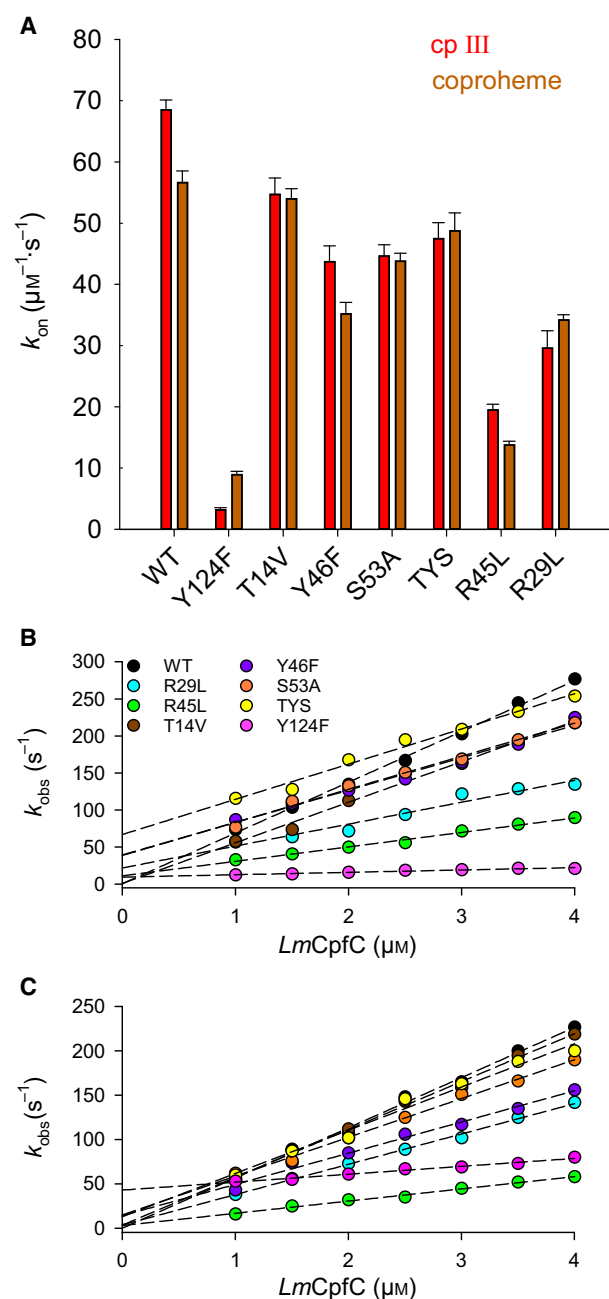 A
cp III
coproheme
k_on (µM⁻¹·s⁻¹)
80
70
60
50
40
30
20
10
0
WT
Y124F
T14V
Y46F
S53A
TYS
R45L
R29L
B
WT
R29L
R45L
T14V
Y46F
S53A
TYS
Y124F
k_obs (s⁻¹)
300
250
200
150
100
50
0
0 1 2 3 4
LmCpfC (µM)
C
k_obs (s⁻¹)
250
200
150
100
50
0
0 1 2 3 4
LmCpfC (µM)